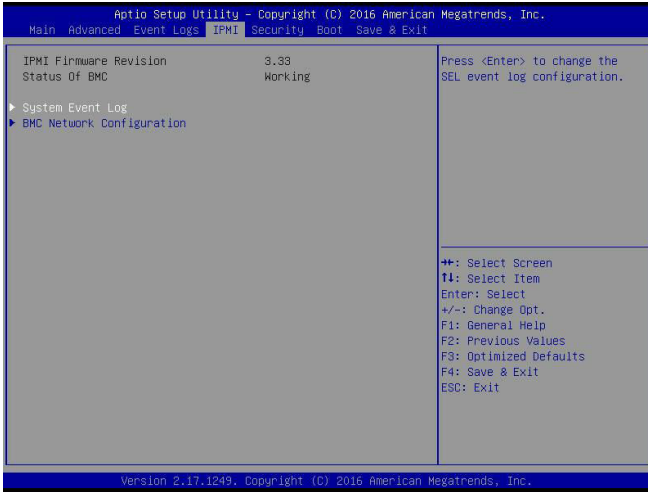 Aptio Setup Utility – Copyright (C) 2016 American Megatrends, Inc.
Main Advanced Event Logs IPMI Security Boot Save & Exit
IPMI Firmware Revision 3.33
Status Of BMC Working
System Event Log
BMC Network Configuration
Press <Enter> to change the
SEL event log configuration.
→←: Select Screen
↑↓: Select Item
Enter: Select
+/-: Change Opt.
F1: General Help
F2: Previous Values
F3: Optimized Defaults
F4: Save & Exit
ESC: Exit
Version 2.17.1249. Copyright (C) 2016 American Megatrends, Inc.